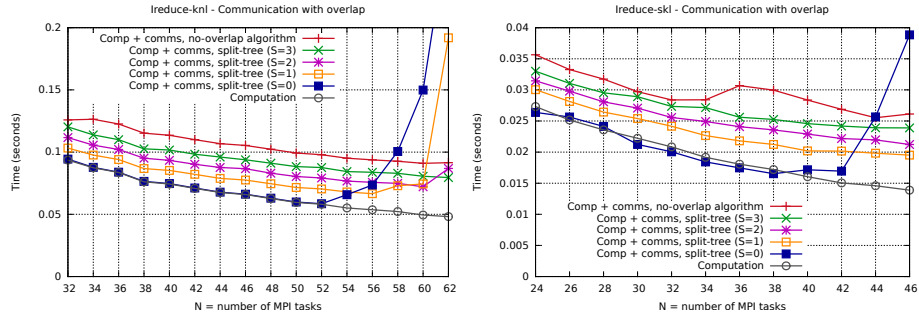 Ireduce-knl - Communication with overlap
0.2
0.15
0.1
0.05
0
Time (seconds)
Comp + comms, no-overlap algorithm
Comp + comms, split-tree (S=3)
Comp + comms, split-tree (S=2)
Comp + comms, split-tree (S=1)
Comp + comms, split-tree (S=0)
Computation
32 34 36 38 40 42 44 46 48 50 52 54 56 58 60 62
N = number of MPI tasks
Ireduce-skl - Communication with overlap
0.04
0.035
0.03
0.025
0.02
0.015
0.01
0.005
0
Time (seconds)
Comp + comms, no-overlap algorithm
Comp + comms, split-tree (S=3)
Comp + comms, split-tree (S=2)
Comp + comms, split-tree (S=1)
Comp + comms, split-tree (S=0)
Computation
24 26 28 30 32 34 36 38 40 42 44 46
N = number of MPI tasks